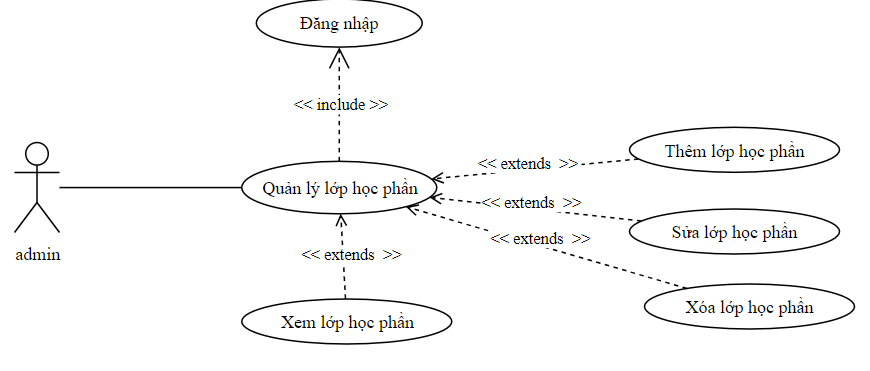 Đăng nhập
<< include >>
Thêm lớp học phần
<< extends >>
Quản lý lớp học phần
<< extends >>
Sửa lớp học phần
<< extends >>
admin
<< extends >>
Xóa lớp học phần
Xem lớp học phần